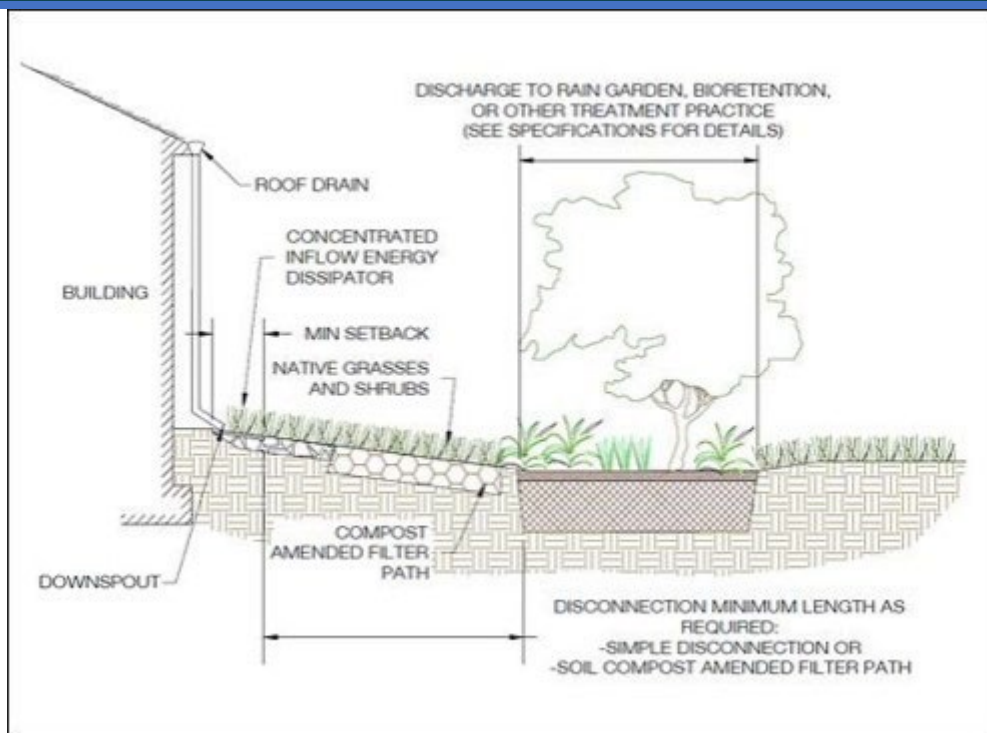 DISCHARGE TO RAIN GARDEN, BIORETENTION,
OR OTHER TREATMENT PRACTICE
(SEE SPECIFICATIONS FOR DETAILS)
ROOF DRAIN
CONCENTRATED
INFLOW ENERGY
DISSIPATOR
BUILDING
MIN SETBACK
NATIVE GRASSES
AND SHRUBS
COMPOST
AMENDED FILTER
PATH
DOWNSPOUT
DISCONNECTION MINIMUM LENGTH AS
REQUIRED:
-SIMPLE DISCONNECTION OR
-SOIL COMPOST AMENDED FILTER PATH